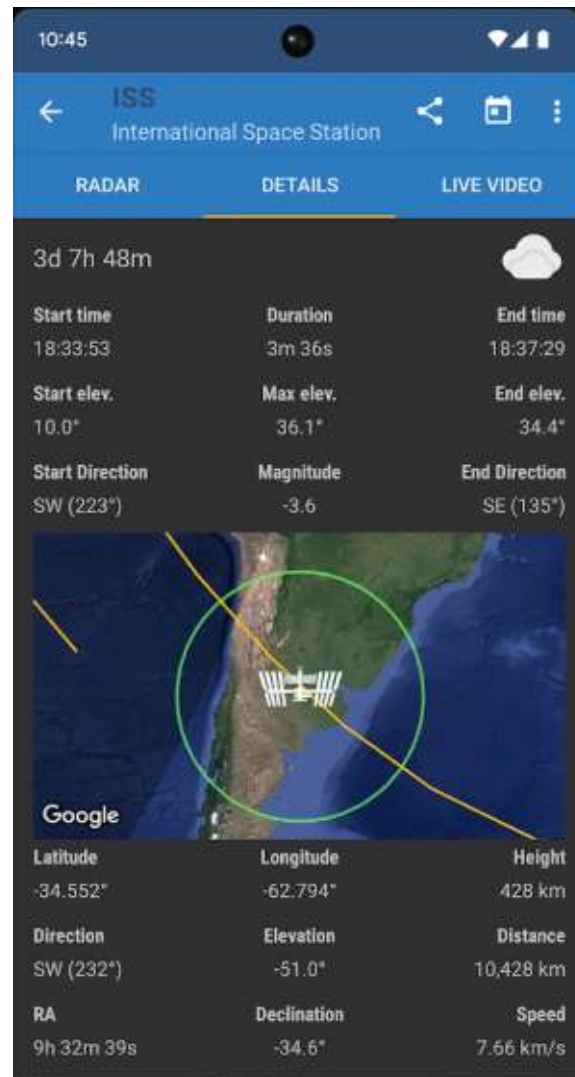 10:45
ISS
International Space Station
RADAR DETAILS LIVE VIDEO
3d 7h 48m
Start time Duration End time
18:33:53 3m 36s 18:37:29
Start elev. Max elev. End elev.
10.0° 36.1° 34.4°
Start Direction Magnitude End Direction
SW (223°) -3.6 SE (135°)
Google
Latitude Longitude Height
-34.552° -62.794° 428 km
Direction Elevation Distance
SW (232°) -51.0° 10,428 km
RA Declination Speed
9h 32m 39s -34.6° 7.66 km/s